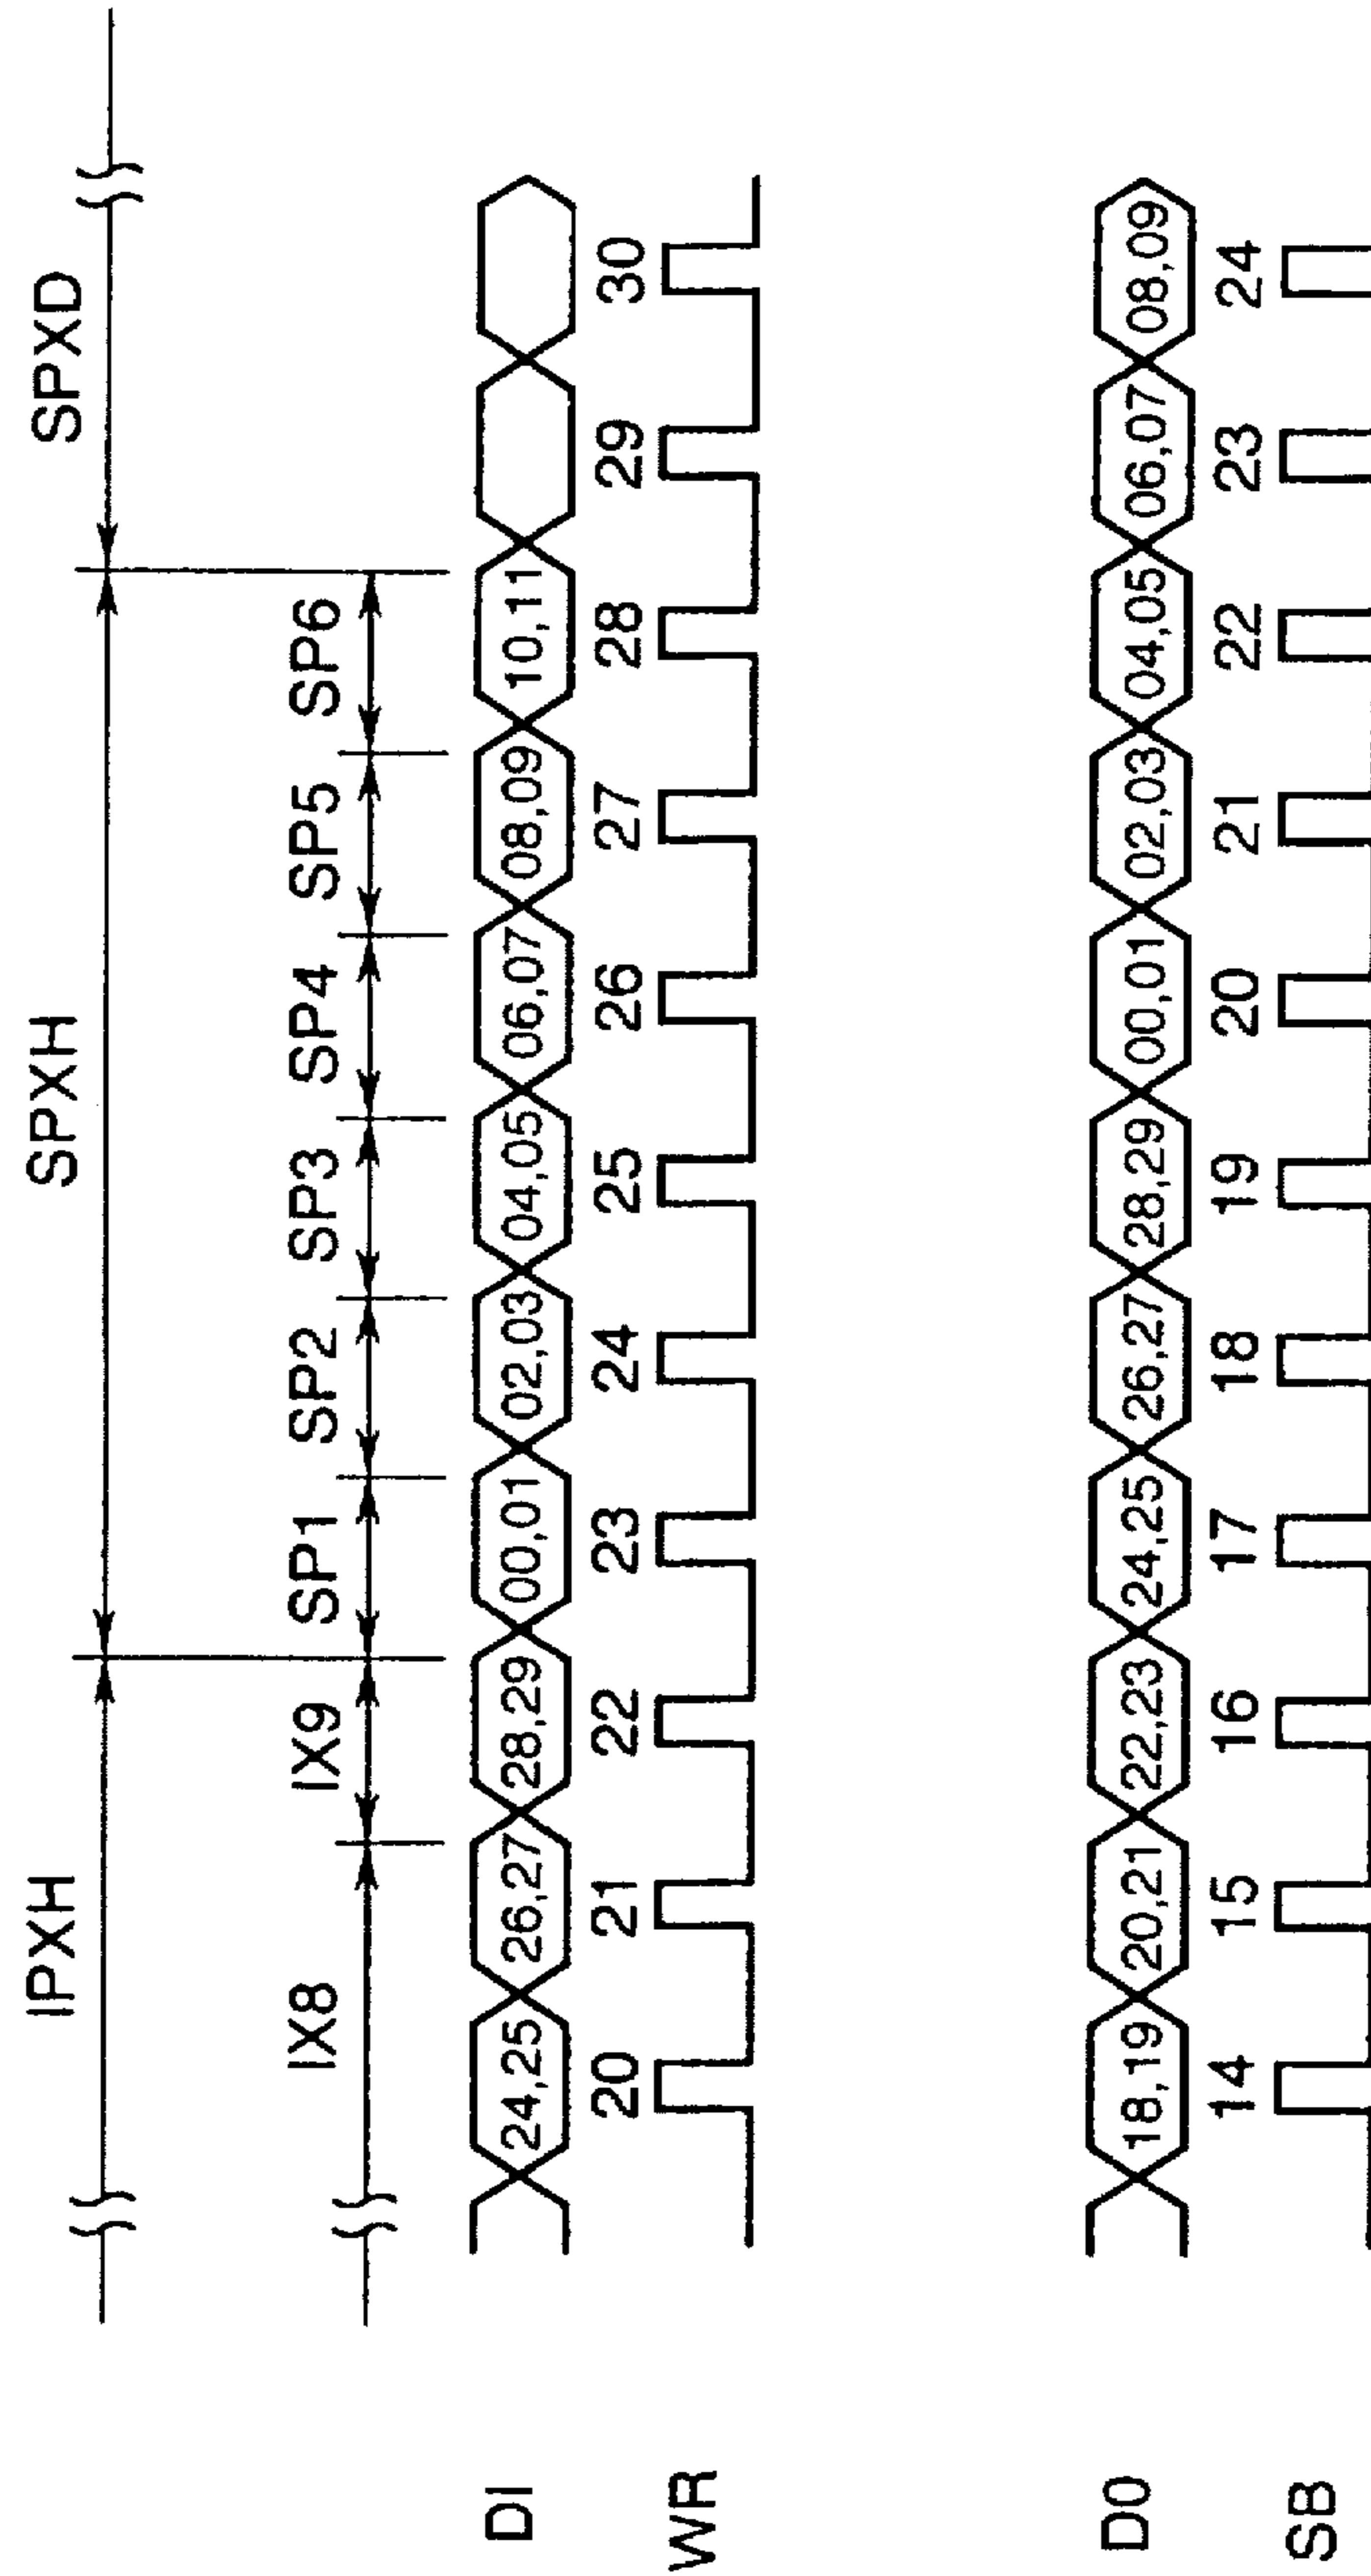 IPXH SPXH SPXD
IX8 IX9 SP1 SP2 SP3 SP4 SP5 SP6
DI 24,25 26,27 28,29 00,01 02,03 04,05 06,07 08,09 10,11
20 21 22 23 24 25 26 27 28 29 30
WR
D0 18,19 20,21 22,23 24,25 26,27 28,29 00,01 02,03 04,05 06,07 08,09
14 15 16 17 18 19 20 21 22 23 24
SB